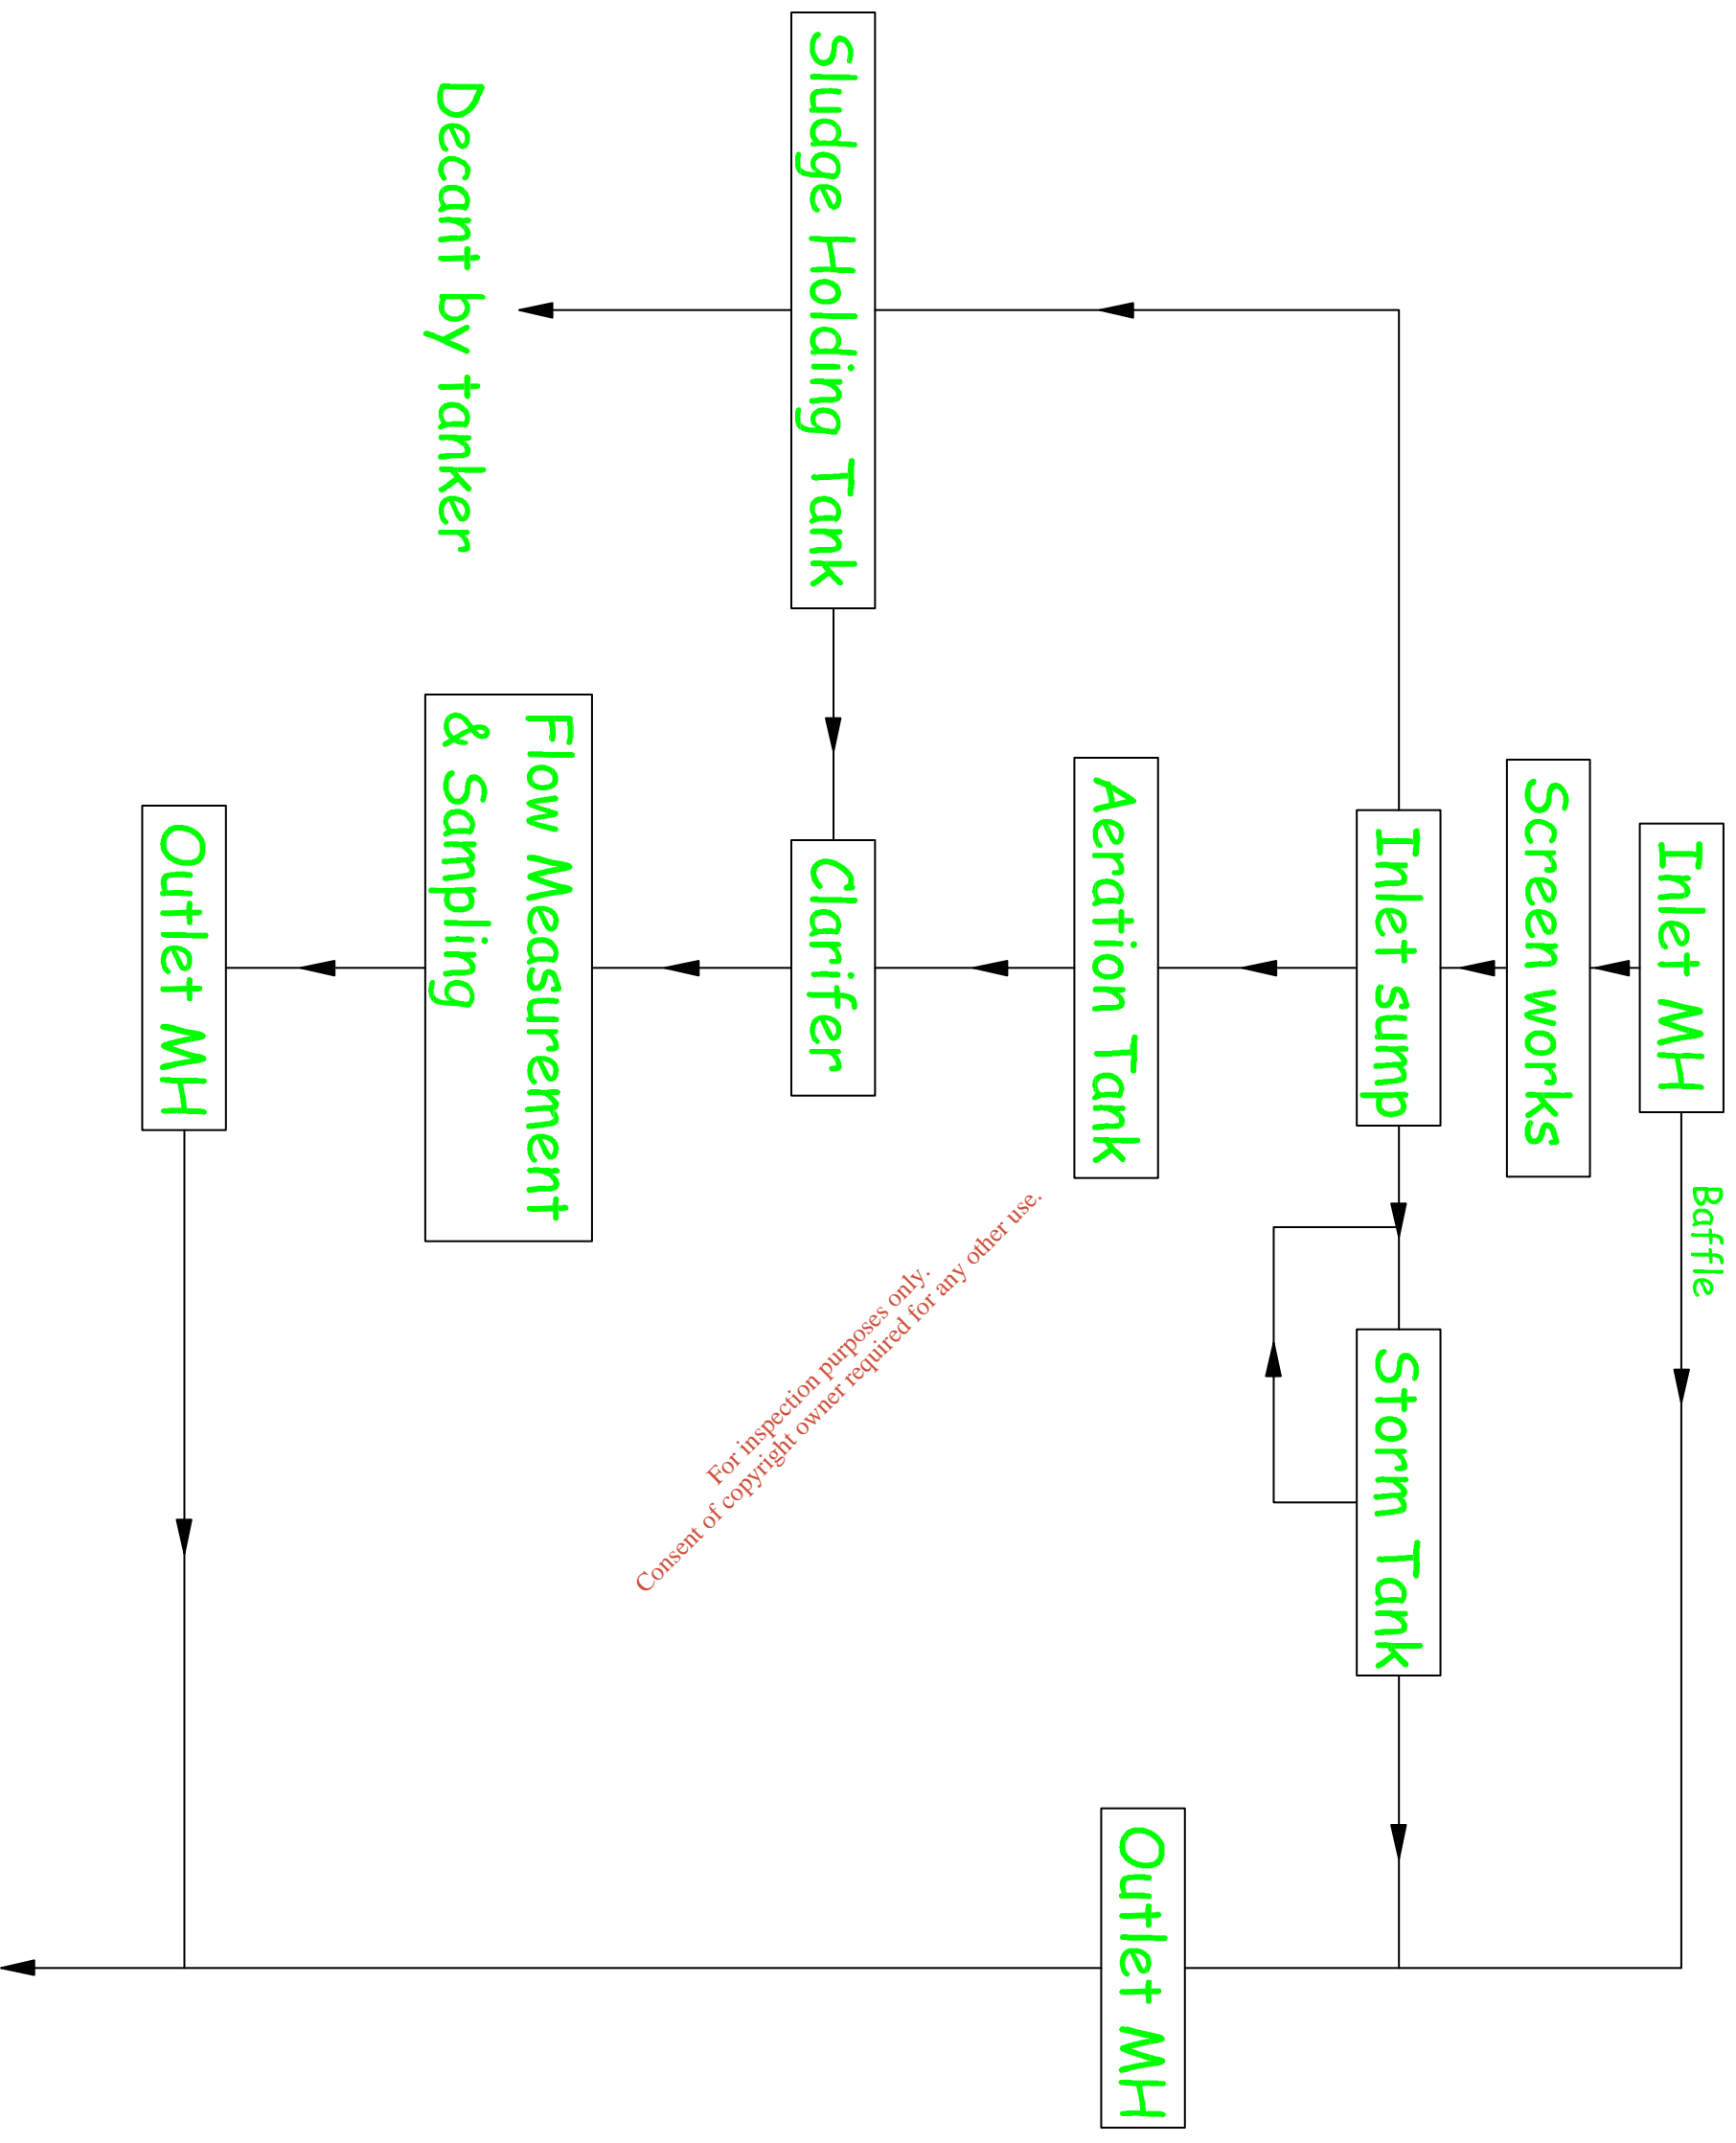 Inlet MH
Baffle
Screen works
Inlet sump
Storm Tank
Aeration Tank
Outlet MH
Sludge Holding Tank
Clarifer
Flow Measurement
& Sampling
Decant by tanker
Outlet MH
For inspection purposes only.
Consent of copyright owner required for any other use.